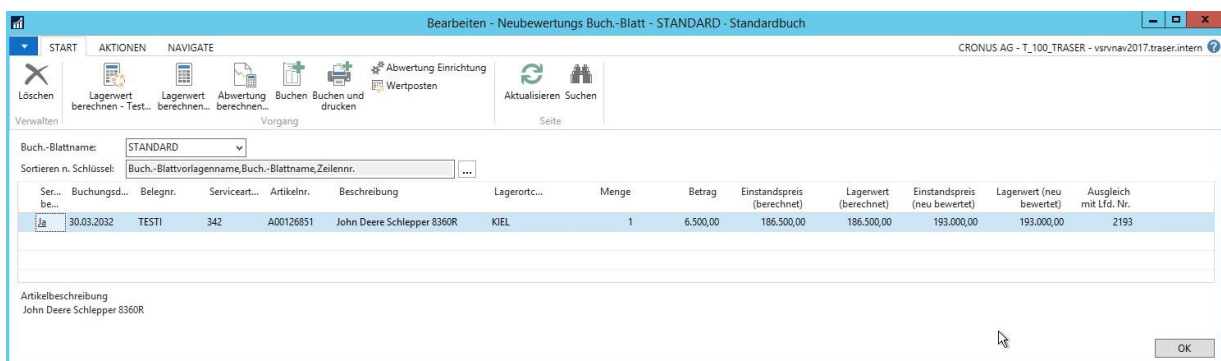 Bearbeiten - Neubewertungs Buch.-Blatt - STANDARD · Standardbuch
START AKTIONEN NAVIGATE CRONUS AG - T_100_TRASER - vsrvnav2017.traser.intern
Löschen
Lagerwert berechnen - Test...
Lagerwert berechnen...
Abwertung berechnen...
Buchen
Buchen und drucken
Abwertung Einrichtung
Wertposten
Aktualisieren
Suchen
Verwalten Vorgang Seite
Buch.-Blattname: STANDARD
Sortieren n. Schlüssel: Buch.-Blattvorlagenname,Buch.-Blattname,Zeilennr. ...
Ser... Buchungsd... Belegnr. Serviceart... Artikelnr. Beschreibung Lagerortc... Menge Betrag Einstandspreis Lagerwert Einstandspreis Lagerwert (neu Ausgleich
be... (berechnet) (berechnet) (neu bewertet) bewertet) mit Lfd. Nr.
Ja 30.03.2032 TESTI 342 A00126851 John Deere Schlepper 8360R KIEL 1 6.500,00 186.500,00 186.500,00 193.000,00 193.000,00 2193
Artikelbeschreibung
John Deere Schlepper 8360R
OK